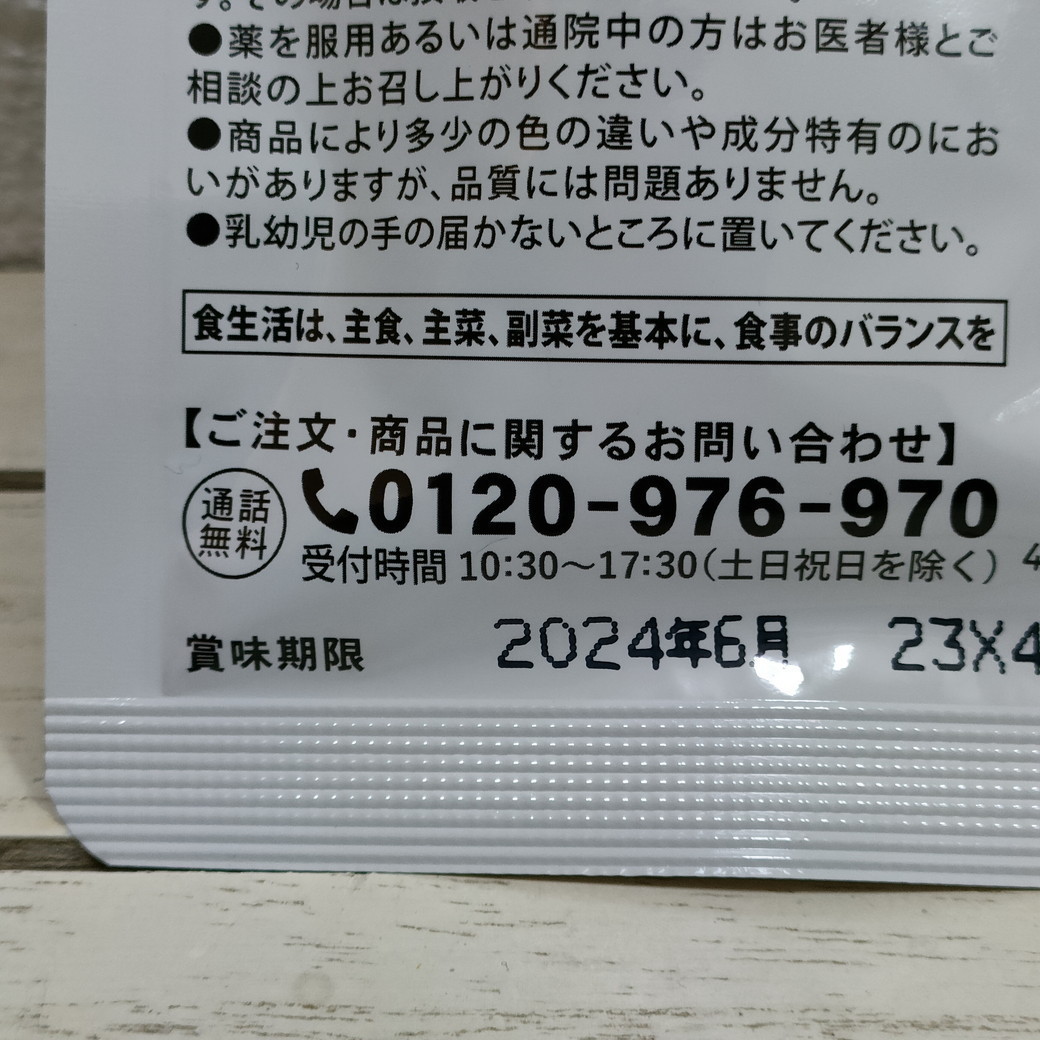 ●薬を服用あるいは通院中の方はお医者様とご
相談の上お召し上がりください。
●商品により多少の色の違いや成分特有のにお
いがありますが、品質には問題ありません。
●乳幼児の手の届かないところに置いてください。
食生活は、主食、主菜、副菜を基本に、食事のバランスを
【ご注文・商品に関するお問い合わせ】
通話
無料
0120-976-970
受付時間 10:30～17:30(土日祝日を除く) 4
賞味期限 2024年6月 23X4